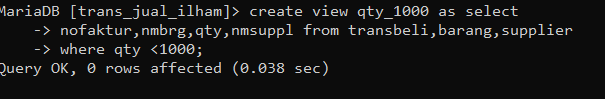 MariaDB [trans_jual_ilham]> create view qty_1000 as select
    -> nofaktur,nmbrg,qty,nmsuppl from transbeli,barang,supplier
    -> where qty <1000;
Query OK, 0 rows affected (0.038 sec)